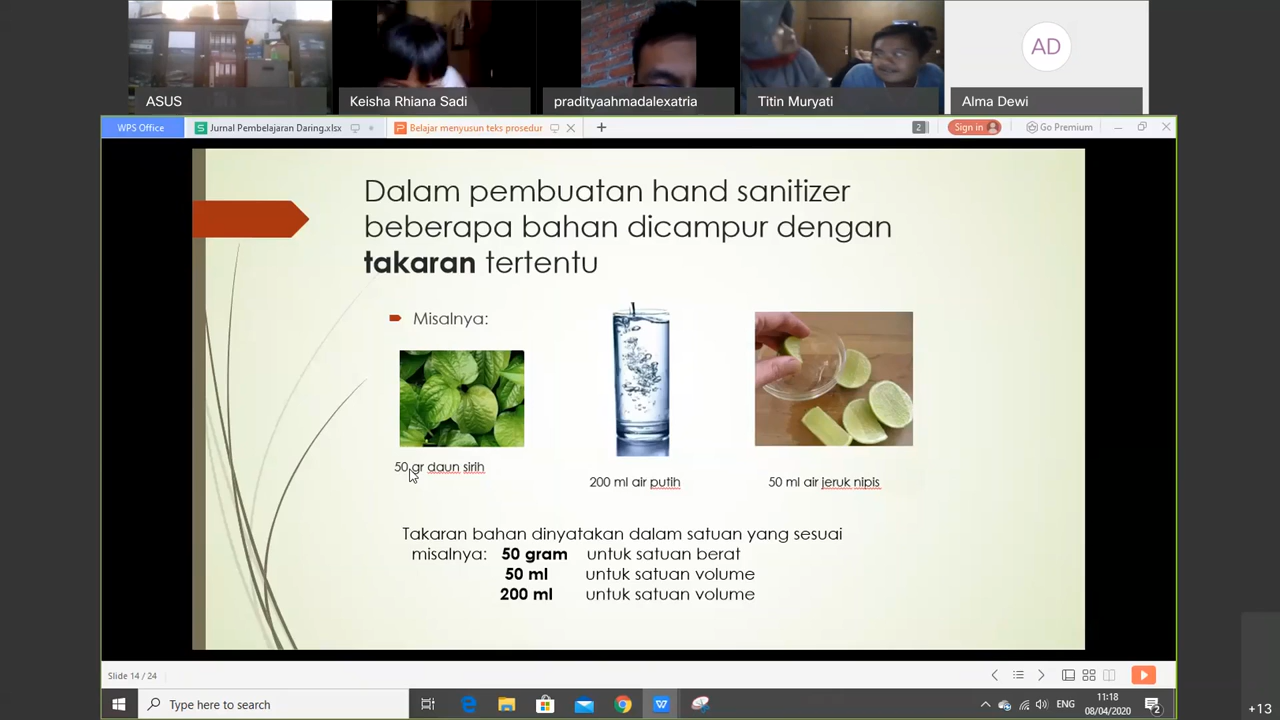 ASUS
Keisha Rhiana Sadi
pradityaahmadalexatria
Titin Muryati
AD
Alma Dewi
WPS Office
Jurnal Pembelajaran Daring.xlsx
Belajar menyusun teks prosedur
2
Sign in
Go Premium
Dalam pembuatan hand sanitizer
beberapa bahan dicampur dengan
takaran tertentu
Misalnya:
50 gr daun sirih
200 ml air putih
50 ml air jeruk nipis
Takaran bahan dinyatakan dalam satuan yang sesuai
misalnya: 50 gram untuk satuan berat
50 ml untuk satuan volume
200 ml untuk satuan volume
Slide 14 / 24
Type here to search
ENG
11:18
08/04/2020
2
+13